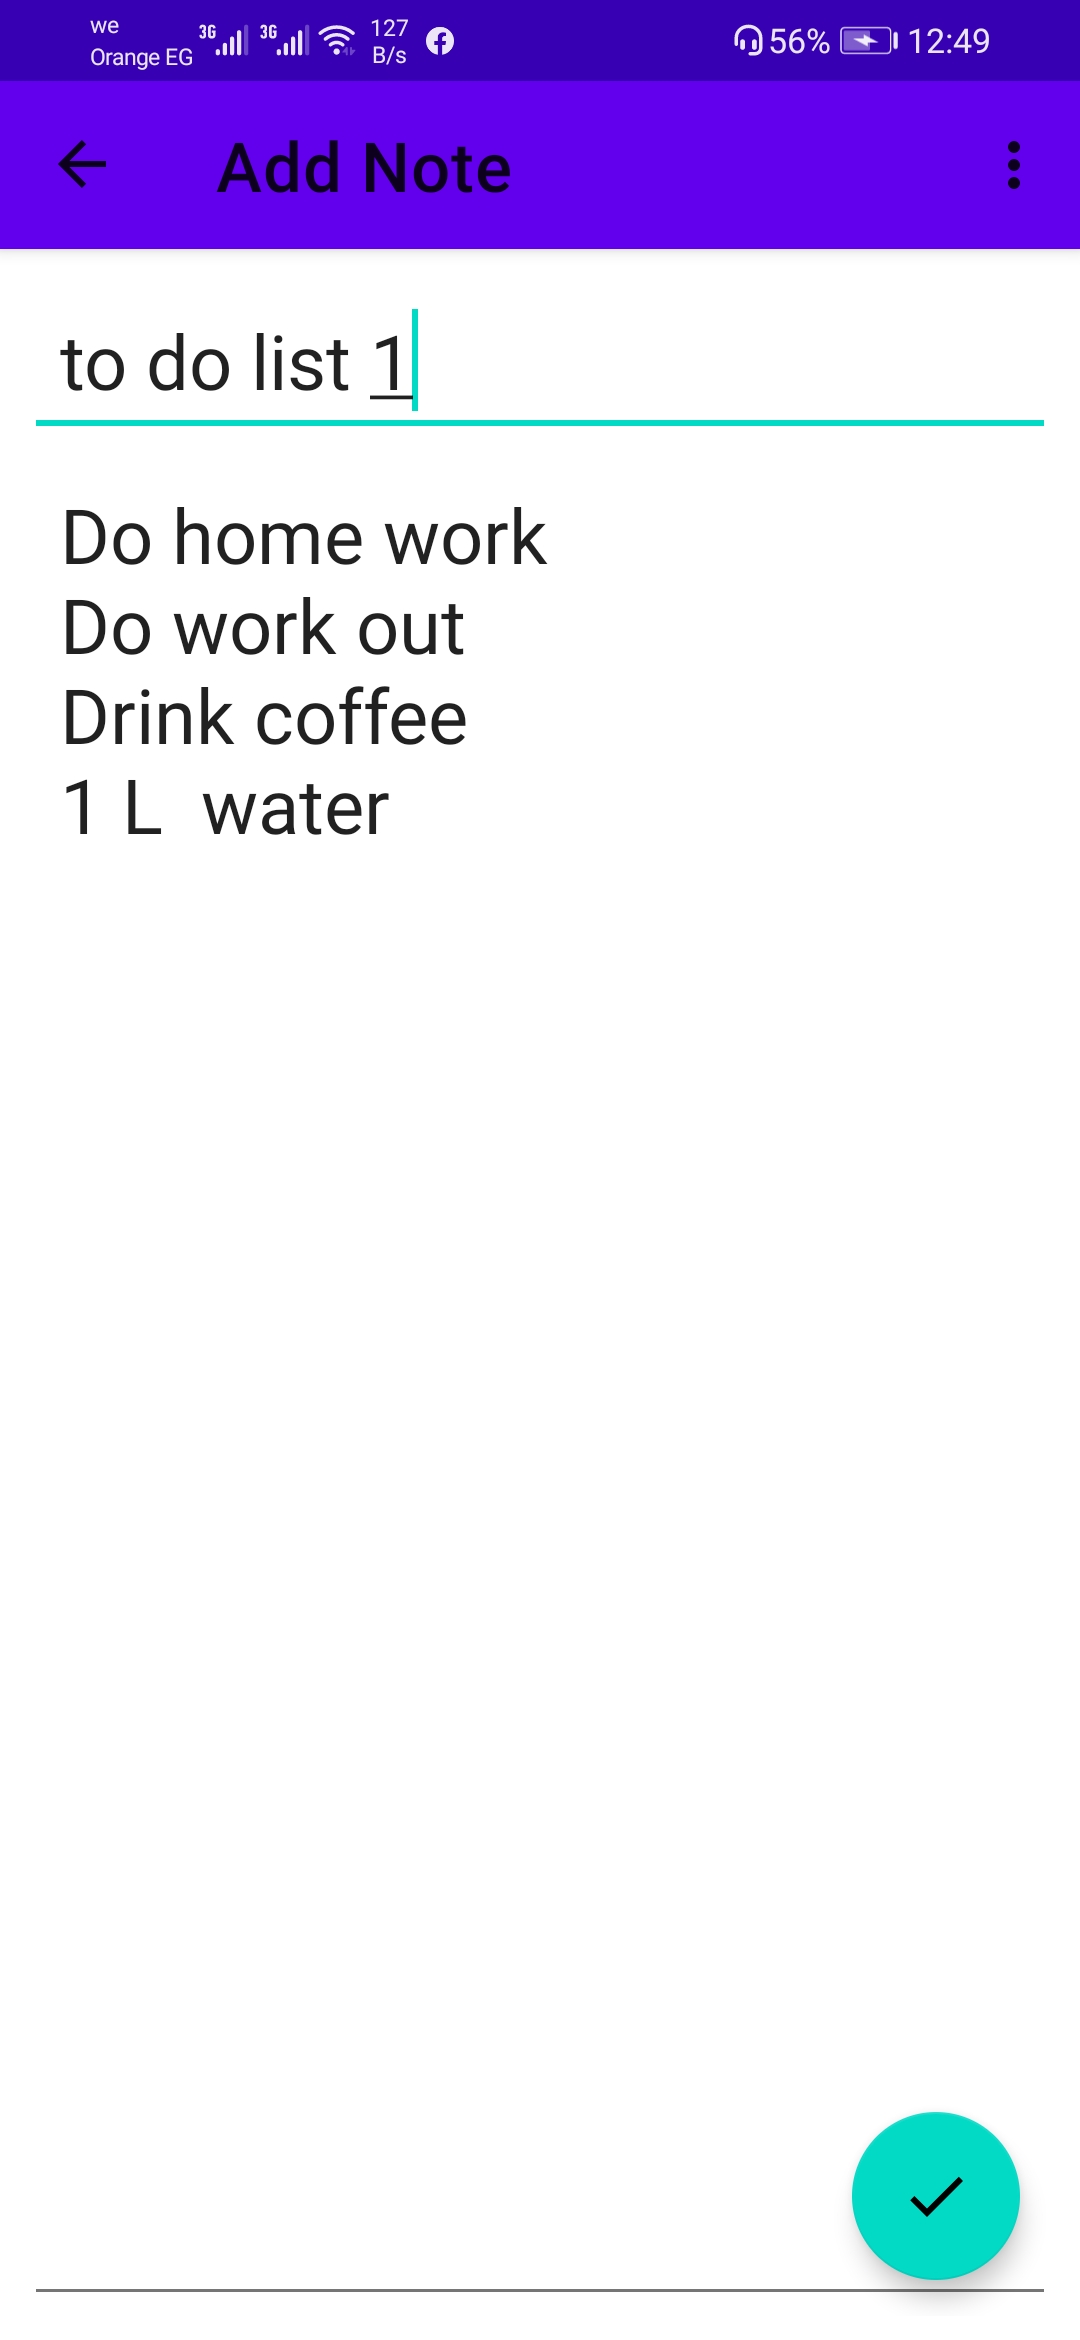 we
Orange EG
3G
3G
127
B/s
56%
12:49
Add Note
to do list 1
Do home work
Do work out
Drink coffee
1 L  water